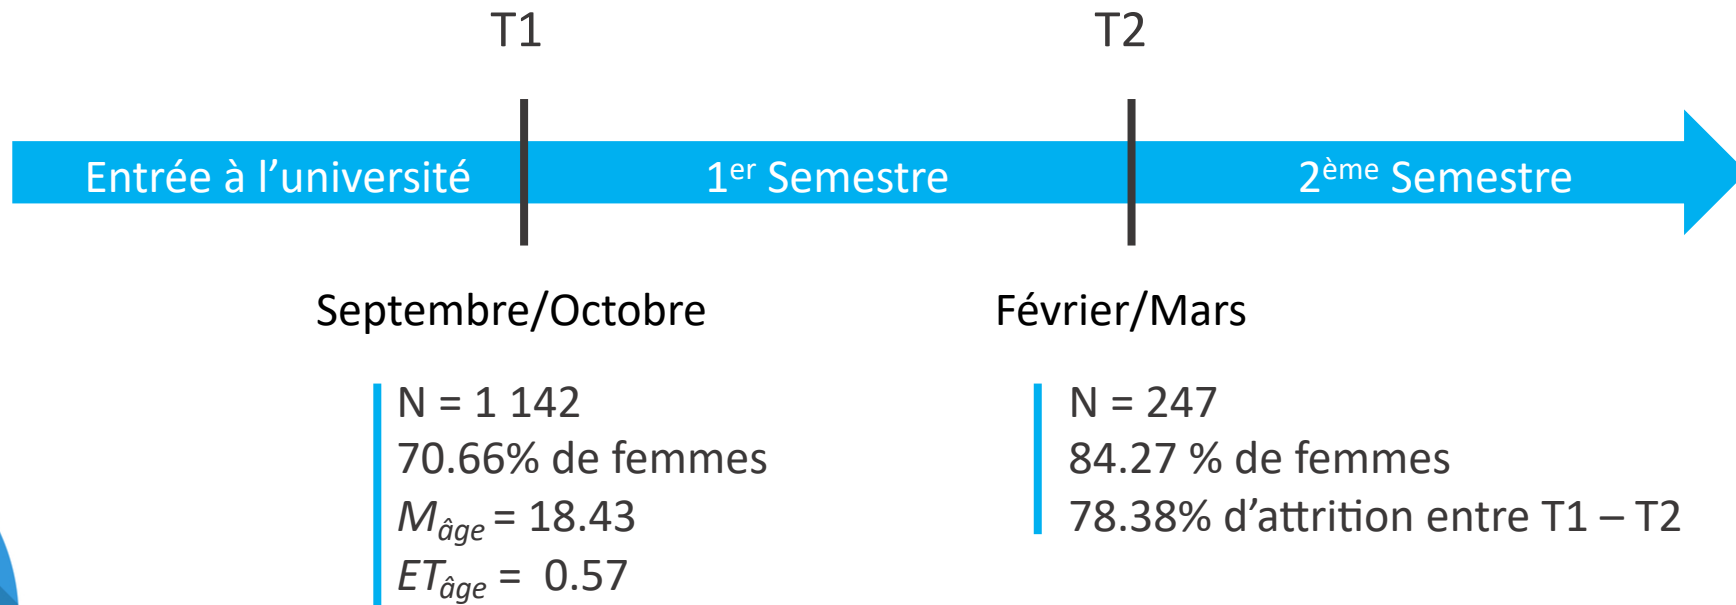 T1
T2
Entrée à l’université
1er Semestre
2ème Semestre
Septembre/Octobre
Février/Mars
N = 1 142
70.66% de femmes
Mâge = 18.43
ETâge = 0.57
N = 247
84.27 % de femmes
78.38% d’attrition entre T1 – T2